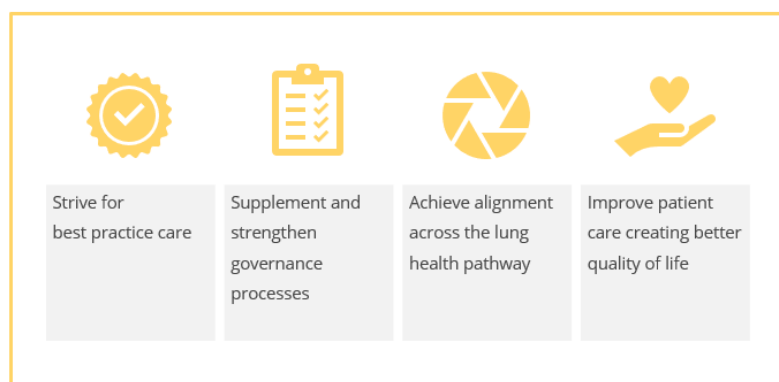 Strive for
best practice care
Supplement and
strengthen
governance
processes
Achieve alignment
across the lung
health pathway
Improve patient
care creating better
quality of life